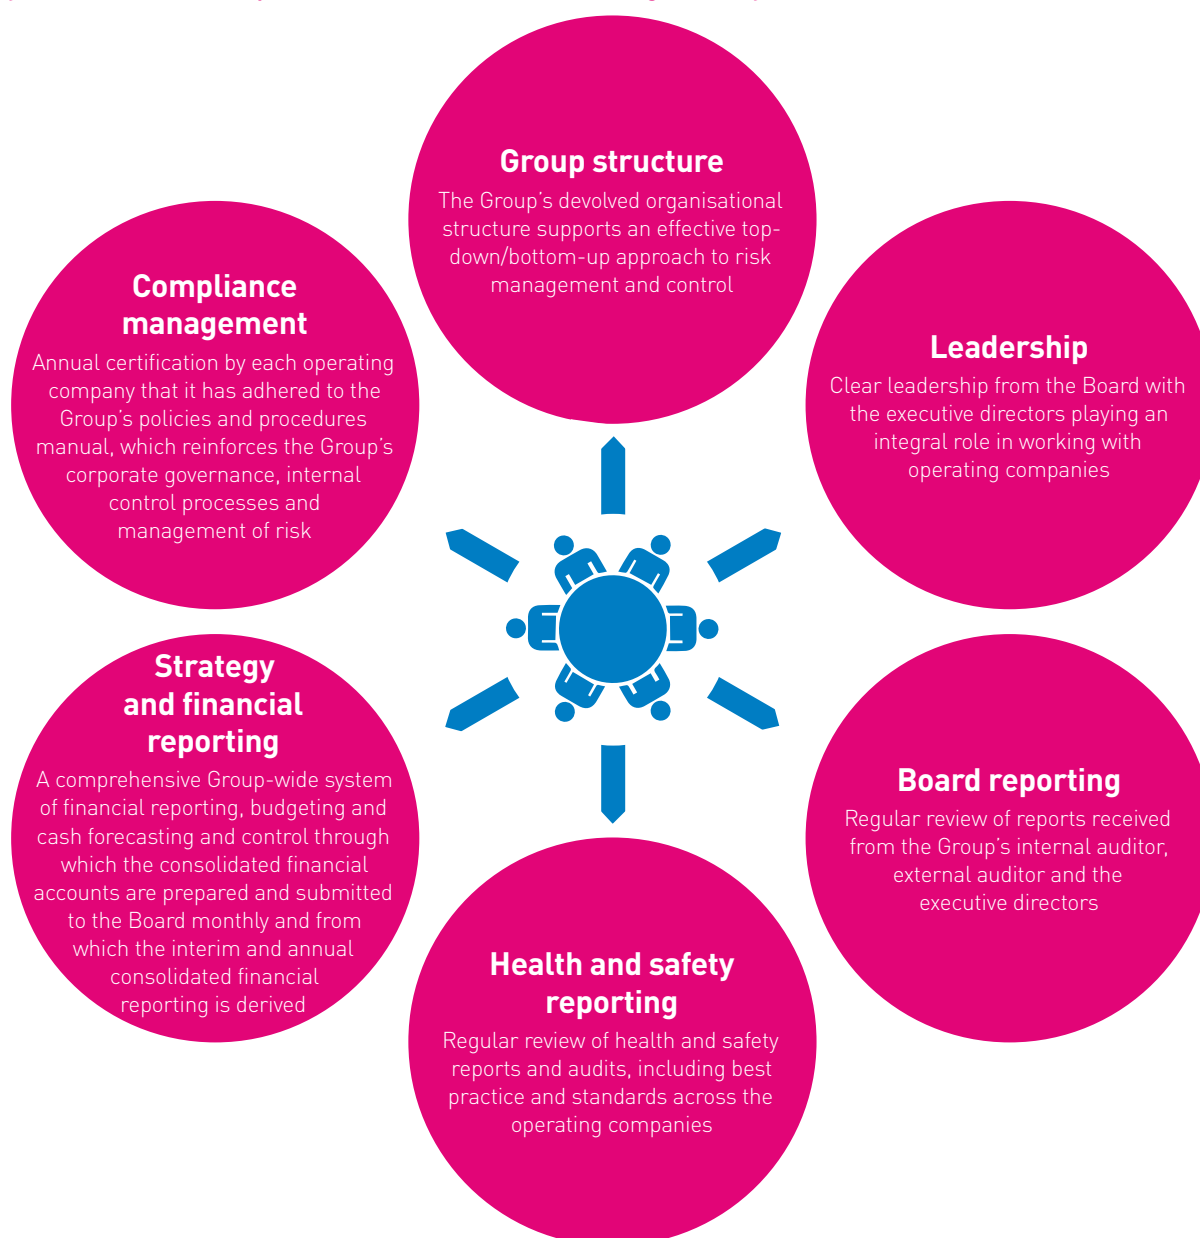 Group structure
The Group’s devolved organisational
structure supports an effective top-
down/bottom-up approach to risk
management and control
Leadership
Clear leadership from the Board with
the executive directors playing an
integral role in working with
operating companies
Board reporting
Regular review of reports received
from the Group’s internal auditor,
external auditor and the
executive directors
Health and safety
reporting
Regular review of health and safety
reports and audits, including best
practice and standards across the
operating companies
Strategy
and financial
reporting
A comprehensive Group-wide system
of financial reporting, budgeting and
cash forecasting and control through
which the consolidated financial
accounts are prepared and submitted
to the Board monthly and from
which the interim and annual
consolidated financial
reporting is derived
Compliance
management
Annual certification by each operating
company that it has adhered to the
Group’s policies and procedures
manual, which reinforces the Group’s
corporate governance, internal
control processes and
management of risk